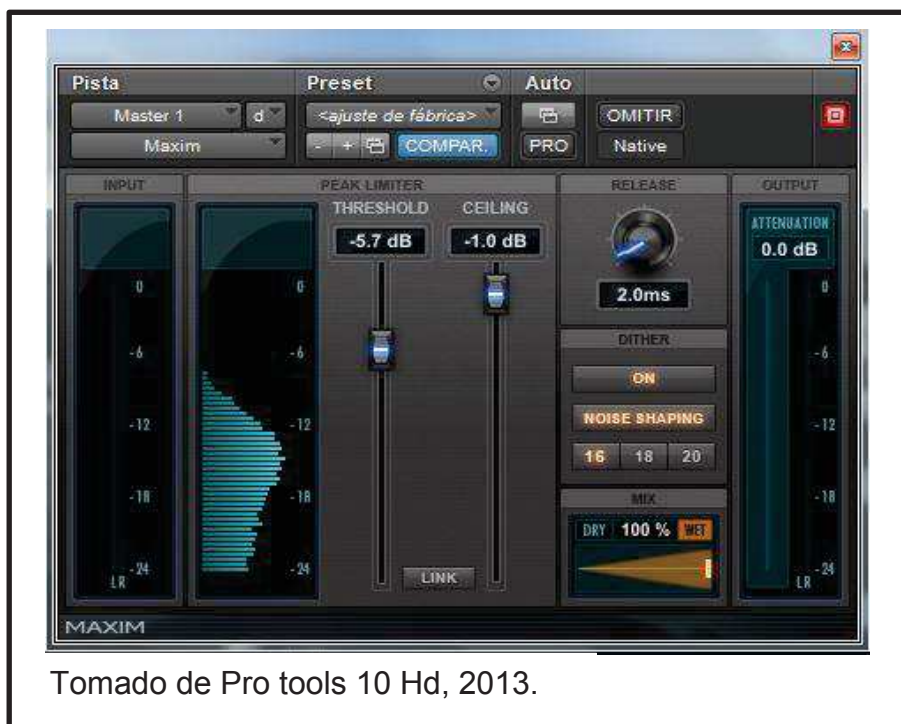 Pista Preset Auto
Master 1 d <ajuste de fábrica> OMITIR
Maxim - + COMPAR. PRO Native
INPUT PEAK LIMITER RELEASE OUTPUT
THRESHOLD CEILING ATTENUATION
-5.7 dB -1.0 dB 0.0 dB
0 0 2.0ms 0
DITHER
-6 -6 ON -6
-12 -12 NOISE SHAPING -12
16 18 20
-18 -18 MIX -18
DRY 100 % WET
LR -24 -24 LINK LR -24
MAXIM
Tomado de Pro tools 10 Hd, 2013.